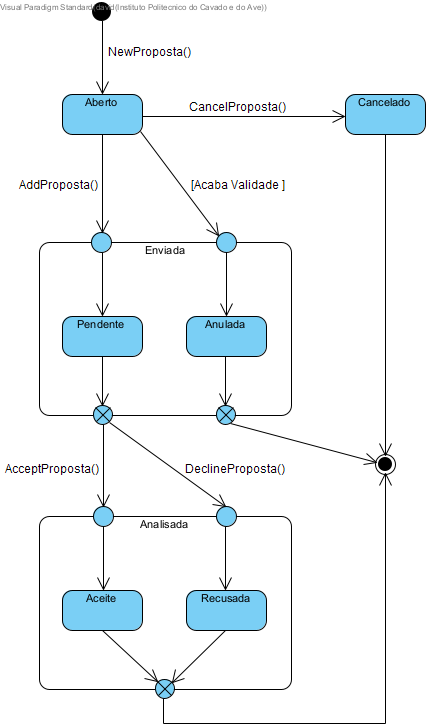 Visual Paradigm Standard(david(Instituto Politecnico do Cavado e do Ave))
NewProposta()
Aberto
CancelProposta()
Cancelado
AddProposta()
[Acaba Validade ]
Enviada
Pendente
Anulada
AcceptProposta()
DeclineProposta()
Analisada
Aceite
Recusada